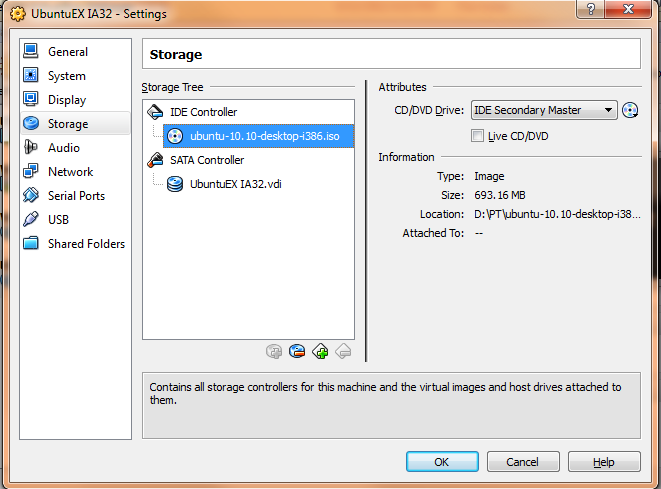 UbuntuEX IA32 - Settings
?
General
System
Display
Storage
Audio
Network
Serial Ports
USB
Shared Folders
Storage
Storage Tree
IDE Controller
ubuntu-10.10-desktop-i386.iso
SATA Controller
UbuntuEX IA32.vdi
Attributes
CD/DVD Drive: IDE Secondary Master
Live CD/DVD
Information
Type: Image
Size: 693.16 MB
Location: D:\PT\ubuntu-10.10-desktop-i38...
Attached To: --
Contains all storage controllers for this machine and the virtual images and host drives attached to
them.
OK Cancel Help